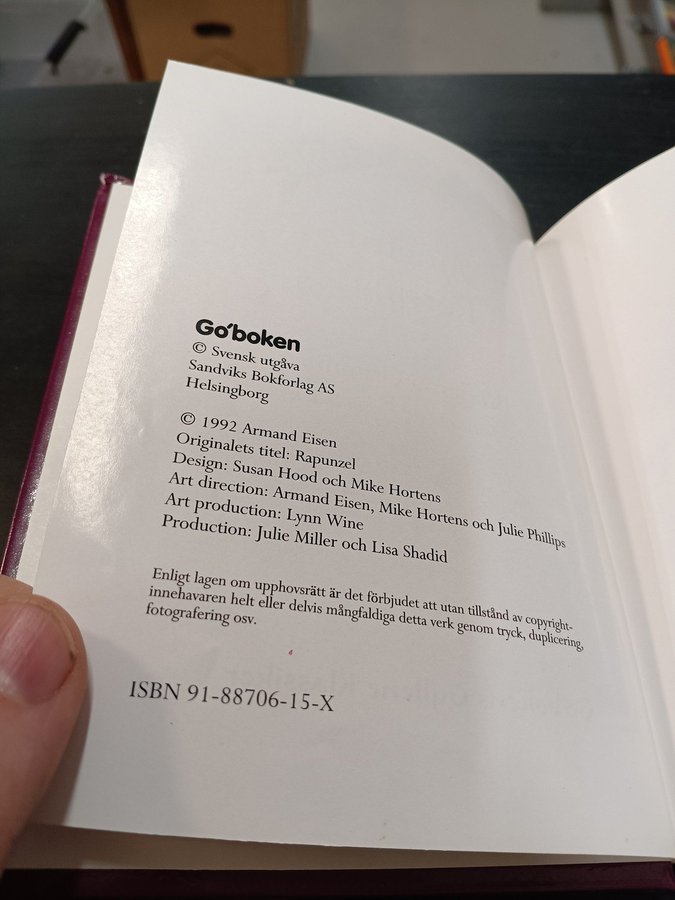 Go'boken
© Svensk utgåva
Sandviks Bokforlag AS
Helsingborg
© 1992 Armand Eisen
Originalets titel: Rapunzel
Design: Susan Hood och Mike Hortens
Art direction: Armand Eisen, Mike Hortens och Julie Phillips
Art production: Lynn Wine
Production: Julie Miller och Lisa Shadid
Enligt lagen om upphovsrätt är det förbjudet att utan tillstånd av copyright-
innehavaren helt eller delvis mångfaldiga detta verk genom tryck, duplicering,
fotografering osv.
ISBN 91-88706-15-X